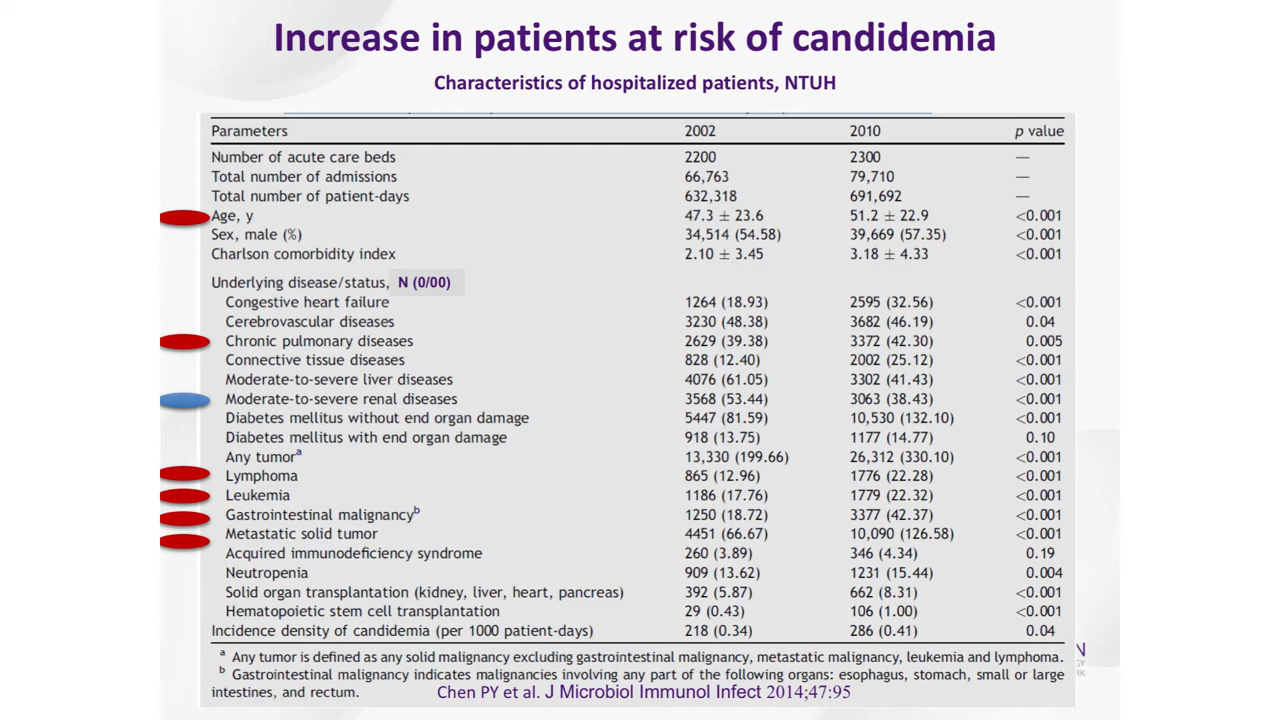 Increase in patients at risk of candidemia
Characteristics of hospitalized patients, NTUH
Parameters 2002 2010 p value
Number of acute care beds 2200 2300 —
Total number of admissions 66,763 79,710 —
Total number of patient-days 632,318 691,692 —
Age, y 47.3 ± 23.6 51.2 ± 22.9 <0.001
Sex, male (%) 34,514 (54.58) 39,669 (57.35) <0.001
Charlson comorbidity index 2.10 ± 3.45 3.18 ± 4.33 <0.001
Underlying disease/status, N (0/00)
Congestive heart failure 1264 (18.93) 2595 (32.56) <0.001
Cerebrovascular diseases 3230 (48.38) 3682 (46.19) 0.04
Chronic pulmonary diseases 2629 (39.38) 3372 (42.30) 0.005
Connective tissue diseases 828 (12.40) 2002 (25.12) <0.001
Moderate-to-severe liver diseases 4076 (61.05) 3302 (41.43) <0.001
Moderate-to-severe renal diseases 3568 (53.44) 3063 (38.43) <0.001
Diabetes mellitus without end organ damage 5447 (81.59) 10,530 (132.10) <0.001
Diabetes mellitus with end organ damage 918 (13.75) 1177 (14.77) 0.10
Any tumor a 13,330 (199.66) 26,312 (330.10) <0.001
Lymphoma 865 (12.96) 1776 (22.28) <0.001
Leukemia 1186 (17.76) 1779 (22.32) <0.001
Gastrointestinal malignancy b 1250 (18.72) 3377 (42.37) <0.001
Metastatic solid tumor 4451 (66.67) 10,090 (126.58) <0.001
Acquired immunodeficiency syndrome 260 (3.89) 346 (4.34) 0.19
Neutropenia 909 (13.62) 1231 (15.44) 0.004
Solid organ transplantation (kidney, liver, heart, pancreas) 392 (5.87) 662 (8.31) <0.001
Hematopoietic stem cell transplantation 29 (0.43) 106 (1.00) <0.001
Incidence density of candidemia (per 1000 patient-days) 218 (0.34) 286 (0.41) 0.04
a Any tumor is defined as any solid malignancy excluding gastrointestinal malignancy, metastatic malignancy, leukemia and lymphoma.
b Gastrointestinal malignancy indicates malignancies involving any part of the following organs: esophagus, stomach, small or large
intestines, and rectum.
Chen PY et al. J Microbiol Immunol Infect 2014;47:95